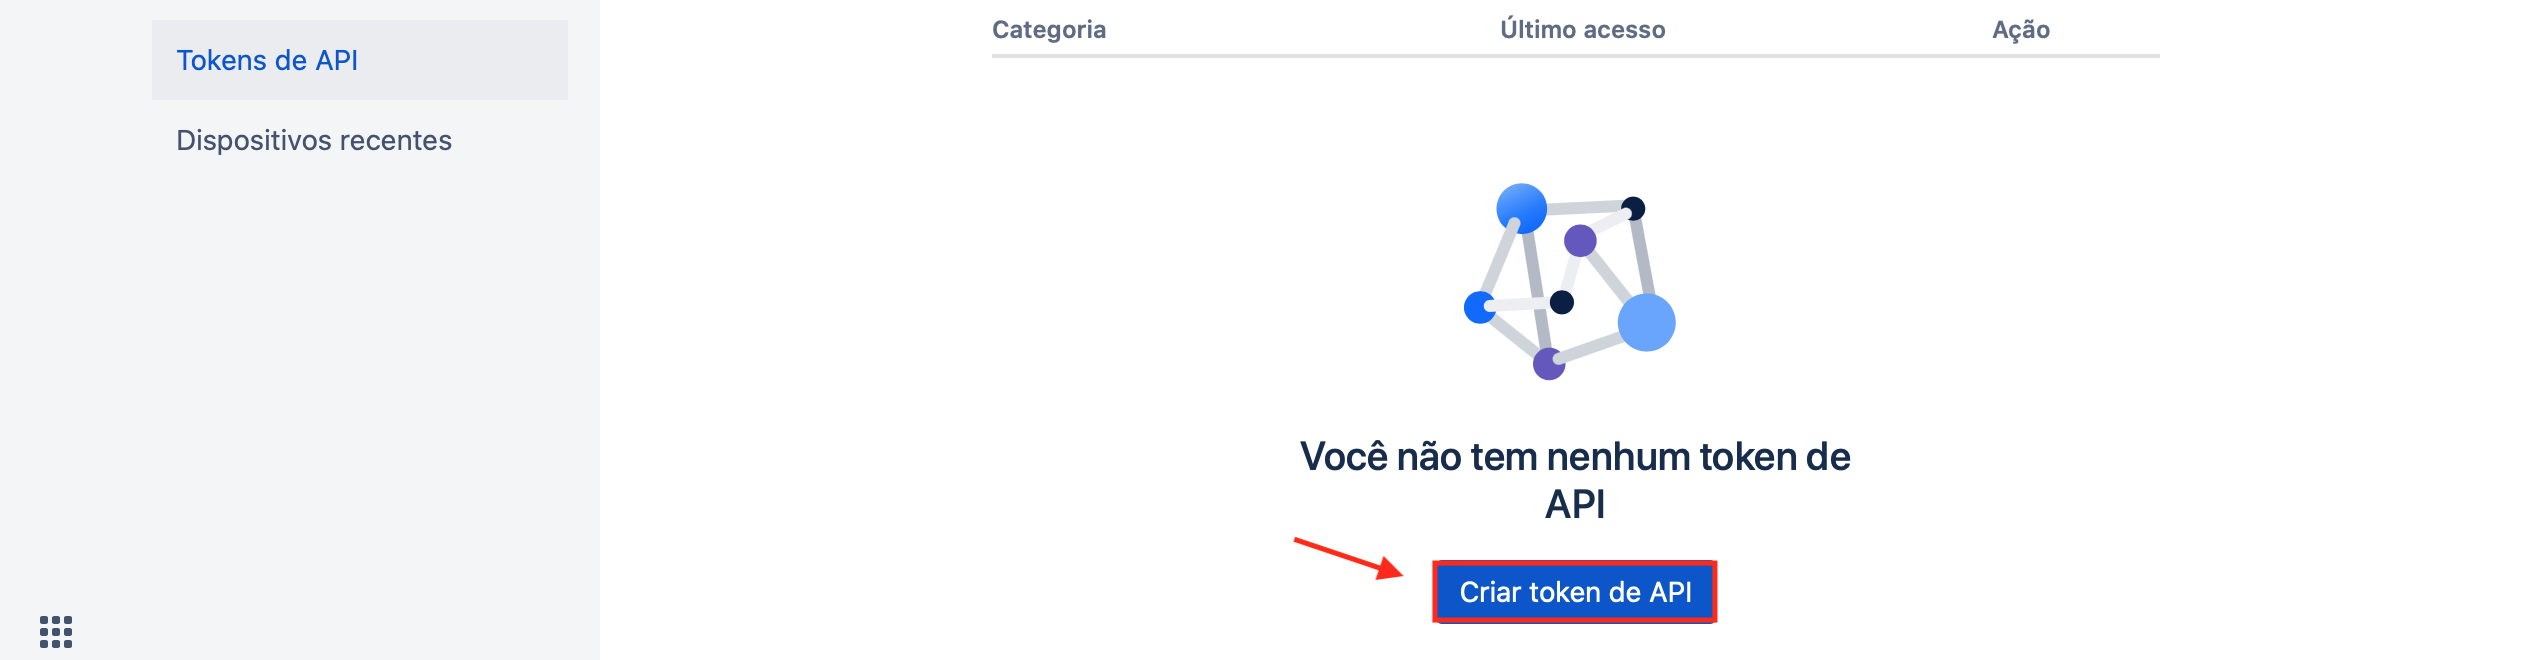 Tokens de API
Dispositivos recentes
Categoria
Último acesso
Ação
Você não tem nenhum token de
API
Criar token de API